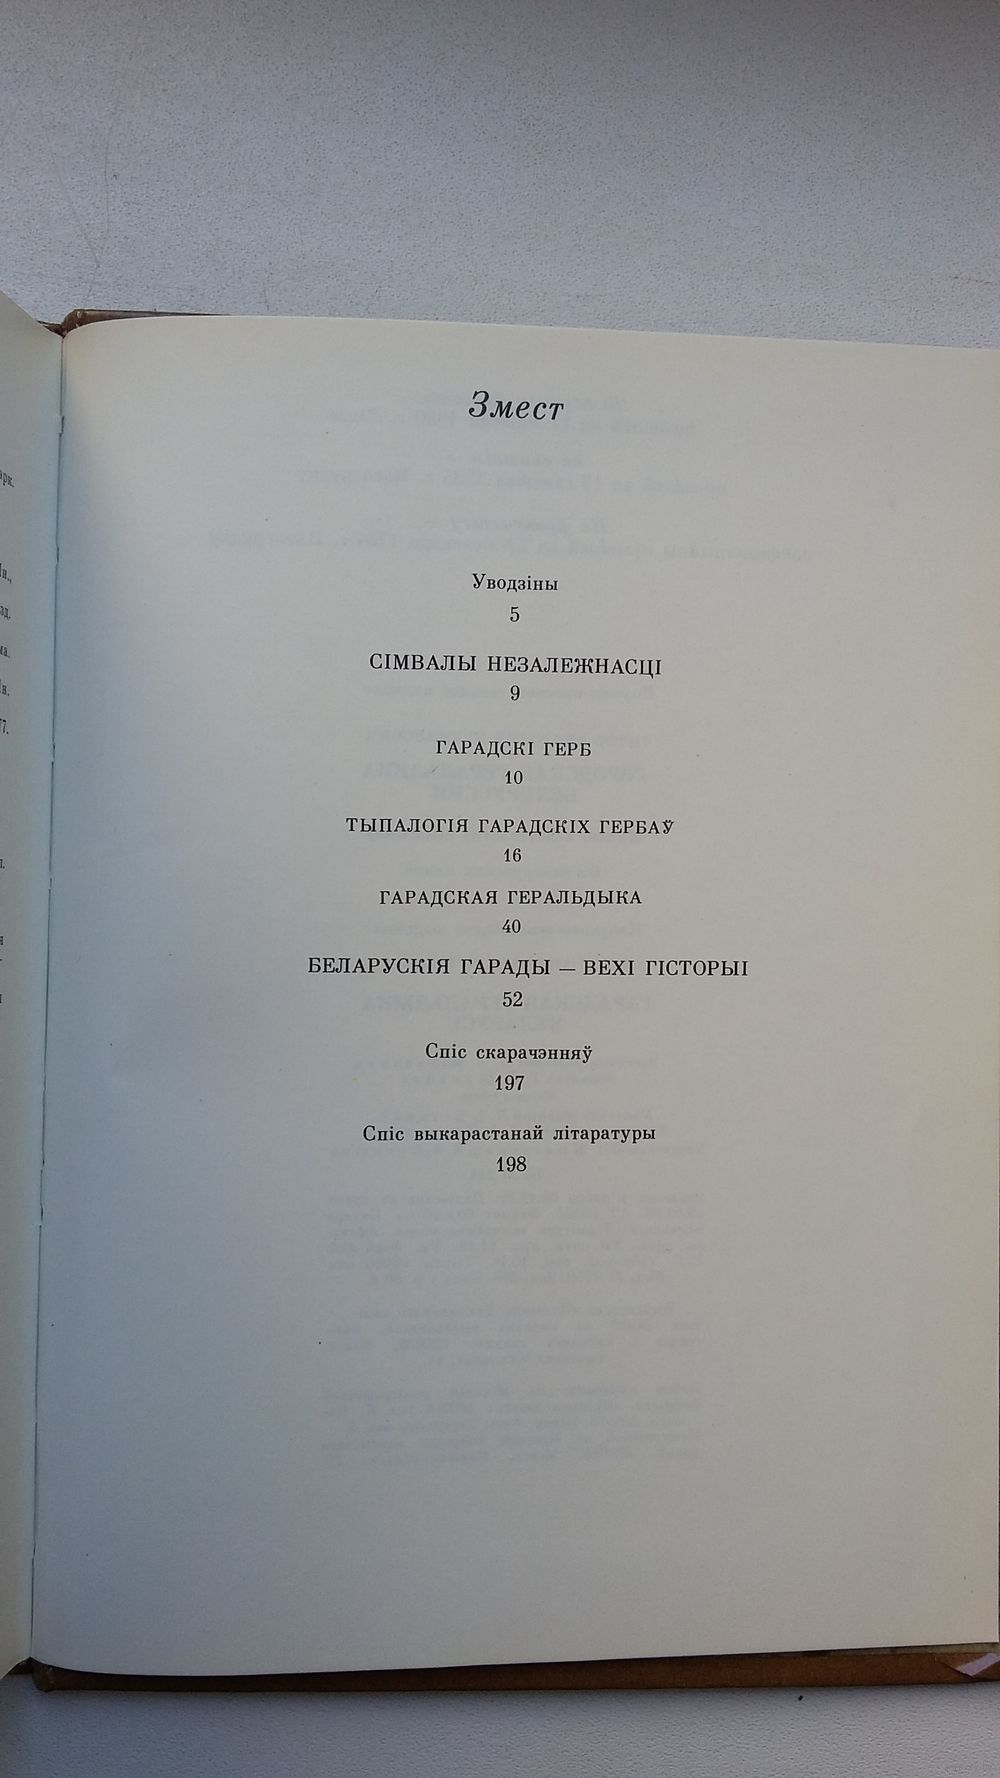 Змест
Уводзіны
5
СІМВАЛЫ НЕЗАЛЕЖНАСЦІ
9
ГАРАДСКІ ГЕРБ
10
ТЫПАЛОГІЯ ГАРАДСКІХ ГЕРБАЎ
16
ГАРАДСКАЯ ГЕРАЛЬДЫКА
40
БЕЛАРУСКІЯ ГАРАДЫ — ВЕХІ ГІСТОРЫІ
52
Спіс скарачэнняў
197
Спіс выкарастанай літаратуры
198